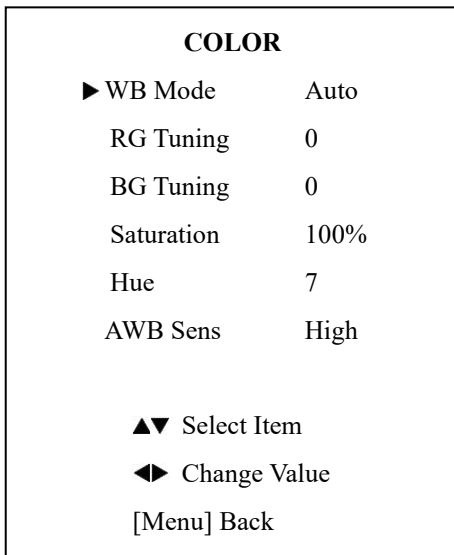 COLOR
▶WB Mode Auto
RG Tuning 0
BG Tuning 0
Saturation 100%
Hue 7
AWB Sens High
▲▼ Select Item
◀▶ Change Value
[Menu] Back